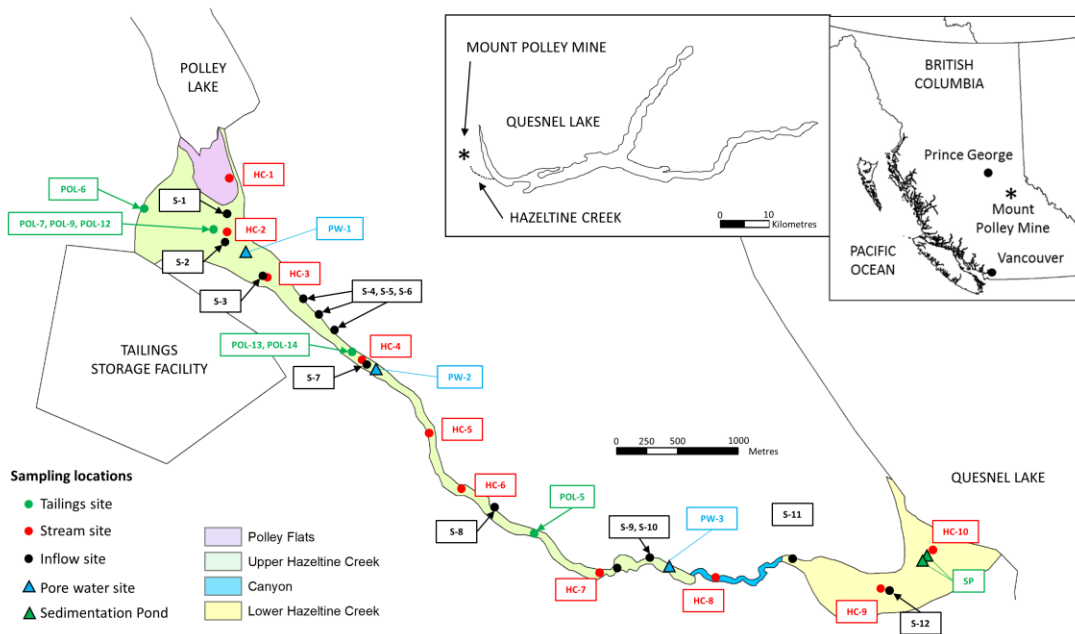 POLLEY
LAKE
HC-1
POL-6
S-1
POL-7, POL-9, POL-12
HC-2
PW-1
S-2
HC-3
S-3
S-4, S-5, S-6
TAILINGS
STORAGE FACILITY
POL-13, POL-14
HC-4
S-7
PW-2
HC-5
HC-6
S-8
POL-5
S-9, S-10
PW-3
S-11
HC-7
HC-8
QUESNEL LAKE
HC-10
SP
HC-9
S-12
MOUNT POLLEY MINE
QUESNEL LAKE
*
HAZELTINE CREEK
0 10
Kilometres
BRITISH
COLUMBIA
Prince George
*
Mount
Polley Mine
PACIFIC
OCEAN
Vancouver
0 250 500 1000
Metres
Sampling locations
Tailings site
Stream site
Inflow site
Pore water site
Sedimentation Pond
Polley Flats
Upper Hazeltine Creek
Canyon
Lower Hazeltine Creek